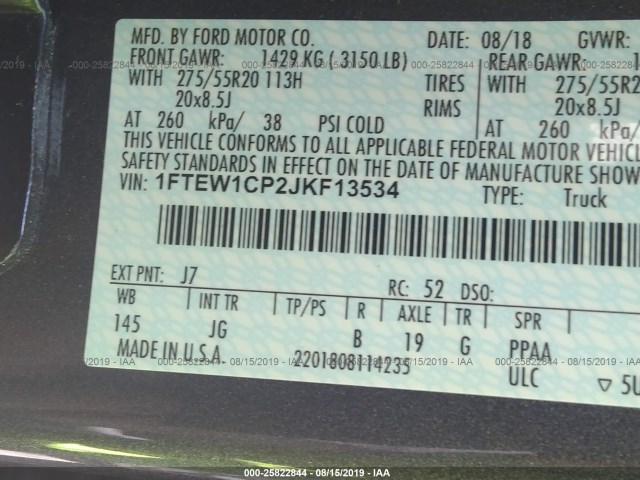 MFD. BY FORD MOTOR CO. DATE: 08/18 GVWR:
FRONT GAWR: 1429 KG ( 3150 LB) REAR GAWR: 1
WITH 275/55R20 113H TIRES WITH 275/55R2
20x8.5J RIMS 20x8.5J
AT 260 kPa/ 38 PSI COLD AT 260 kPa/
THIS VEHICLE CONFORMS TO ALL APPLICABLE FEDERAL MOTOR VEHICL
SAFETY STANDARDS IN EFFECT ON THE DATE OF MANUFACTURE SHOW
VIN: 1FTEW1CP2JKF13534 TYPE: Truck
EXT PNT: J7 RC: 52 DSO:
WB INT TR TP/PS R AXLE TR SPR
145 JG B 19 G PPAA
MADE IN U.S.A. 2201808114235 ULC
▽ 5U
000-25822844 - 08/15/2019 - IAA